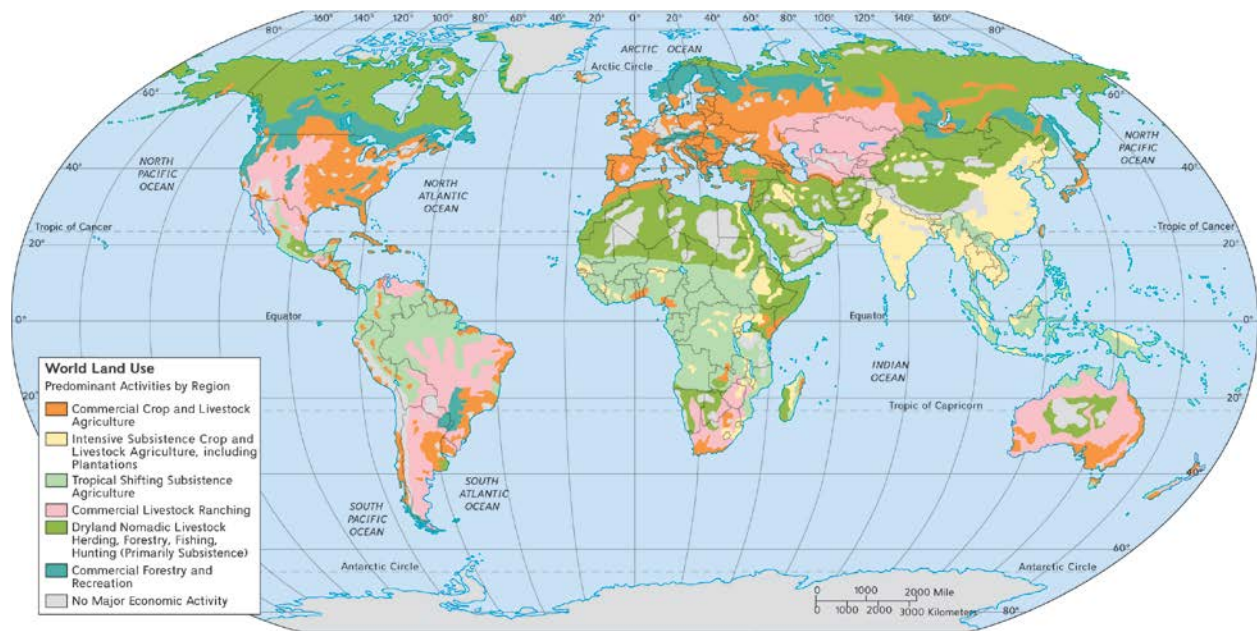 160° 140° 120° 100° 80° 60° 40° 20° 0° 20° 40° 60° 80° 100° 120° 140° 160°
80°
80°
ARCTIC OCEAN
Arctic Circle
60°
60°
NORTH
PACIFIC
OCEAN
40°
NORTH
ATLANTIC
OCEAN
NORTH
PACIFIC
OCEAN
40°
Tropic of Cancer
20°
Tropic of Cancer
20°
Equator
0°
Equator
0°
INDIAN
OCEAN
20°
Tropic of Capricorn
20°
40°
SOUTH
PACIFIC
OCEAN
SOUTH
ATLANTIC
OCEAN
60°
Antarctic Circle
Antarctic Circle
80°
World Land Use
Predominant Activities by Region
Commercial Crop and Livestock
Agriculture
Intensive Subsistence Crop and
Livestock Agriculture, including
Plantations
Tropical Shifting Subsistence
Agriculture
Commercial Livestock Ranching
Dryland Nomadic Livestock
Herding, Forestry, Fishing,
Hunting (Primarily Subsistence)
Commercial Forestry and
Recreation
No Major Economic Activity
0 1000 2000 Mile
0 1000 2000 3000 Kilometers